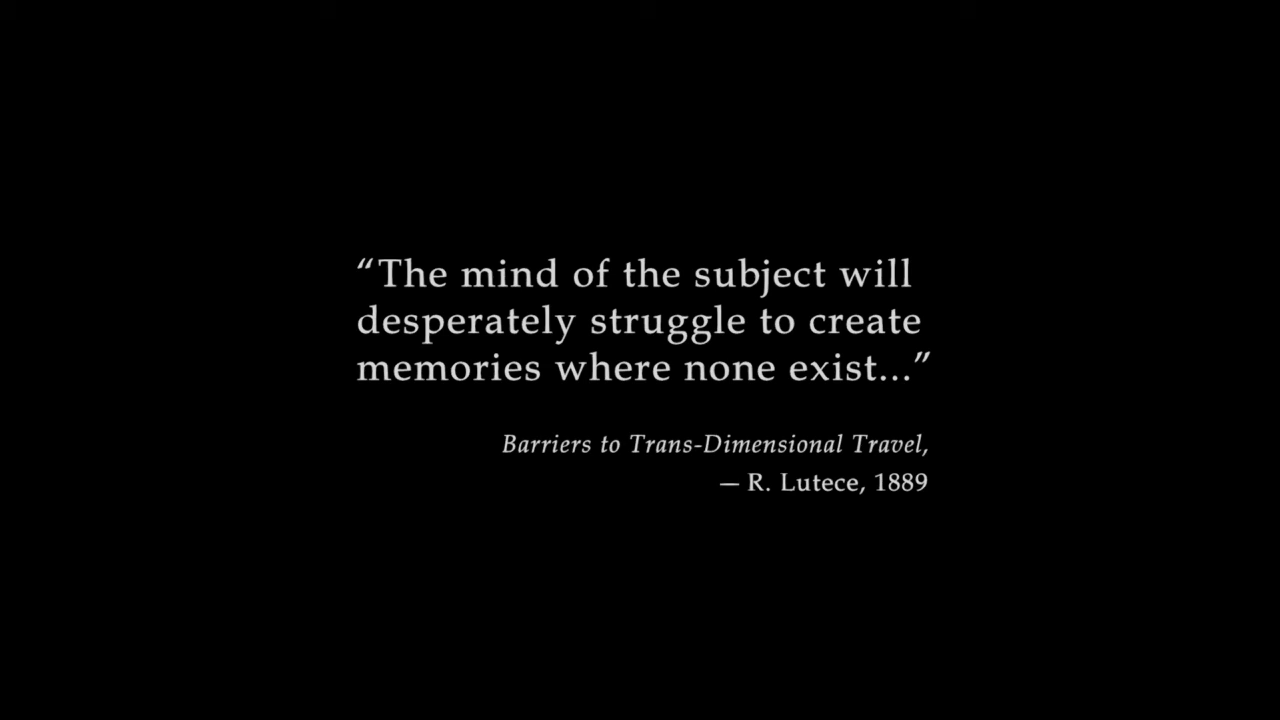 “The mind of the subject will
desperately struggle to create
memories where none exist...”
Barriers to Trans-Dimensional Travel,
— R. Lutece, 1889